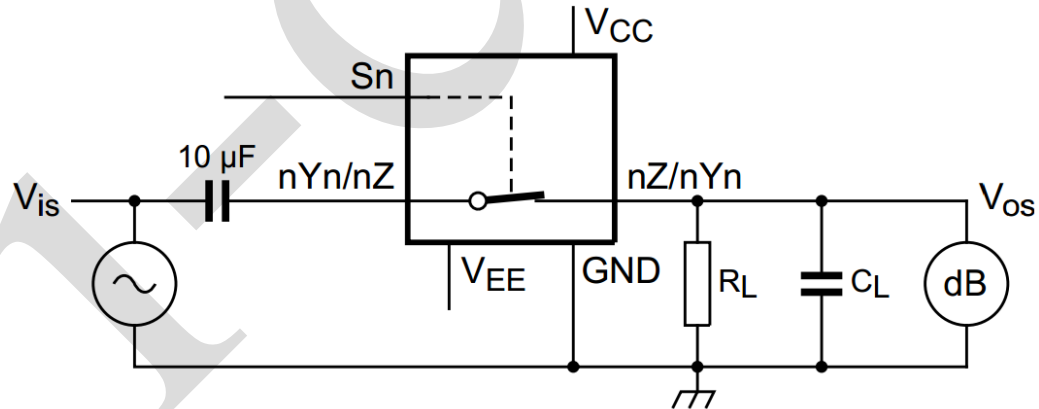 VCC
Sn
10 µF
nYn/nZ
nZ/nYn
Vis
Vos
VEE
GND
RL
CL
dB